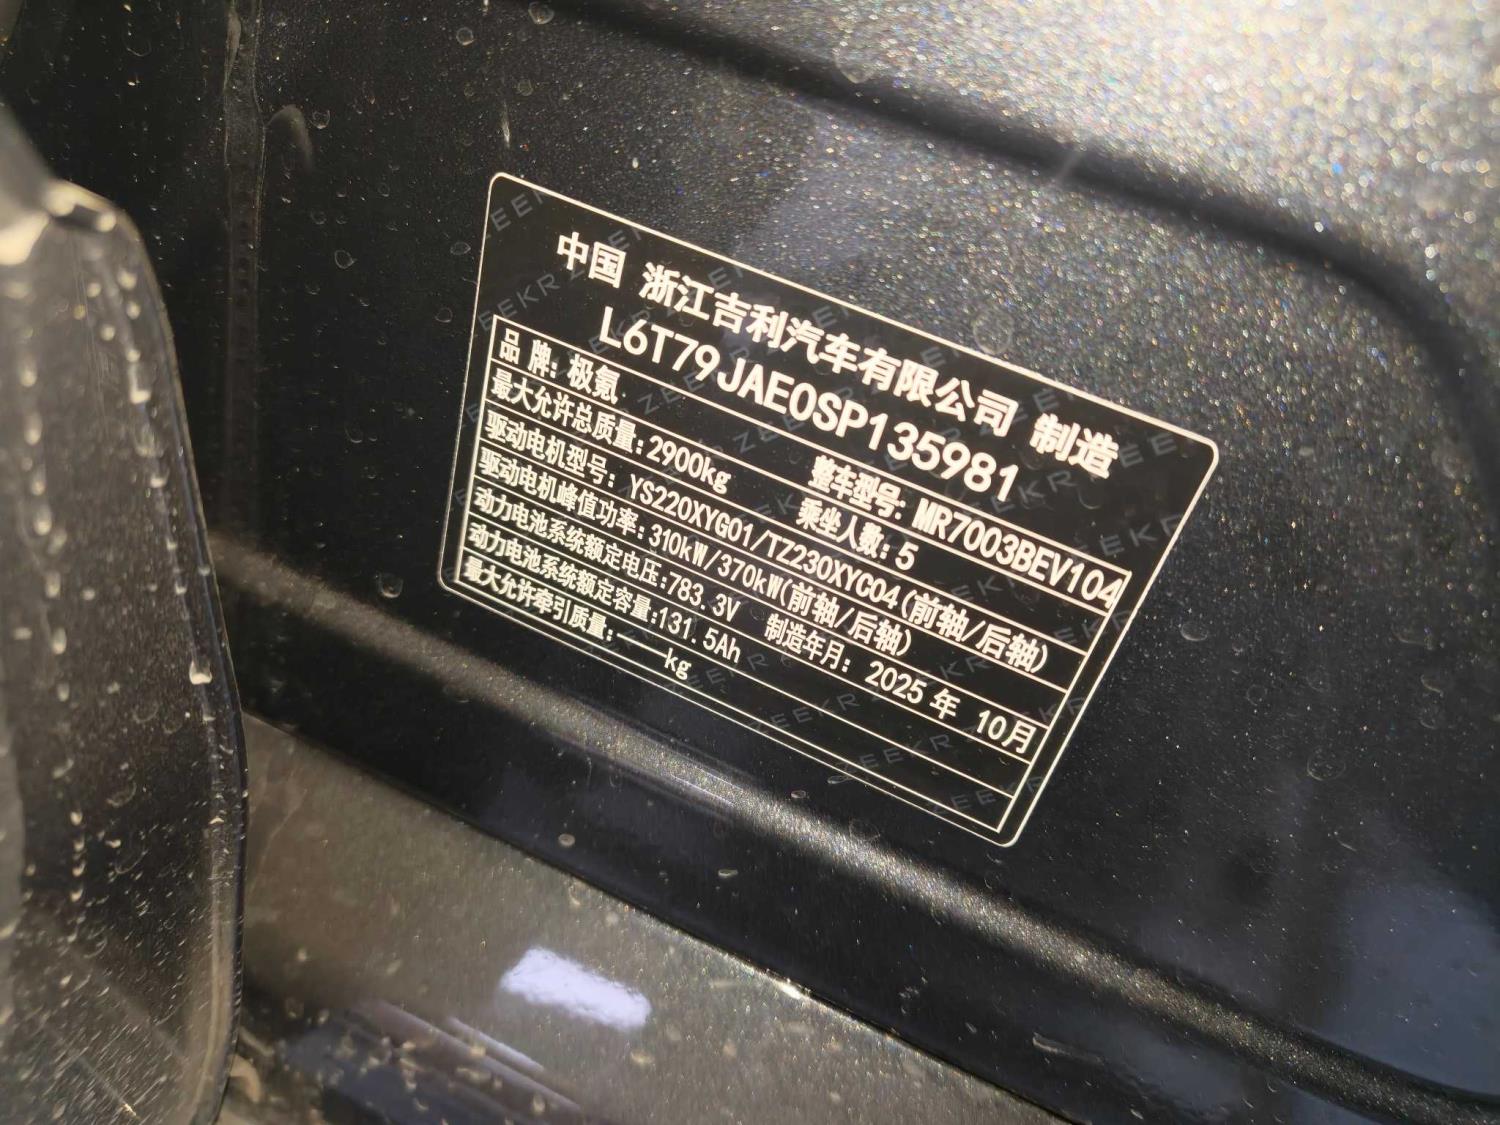 中国 浙江吉利汽车有限公司 制造
L6T79JAE0SP135981
品 牌: 极氪 整车型号: MR7003BEV104
最大允许总质量: 2900kg 乘坐人数: 5
驱动电机型号: YS220XYG01/TZ230XYC04(前轴/后轴)
驱动电机峰值功率: 310kW/370kW(前轴/后轴)
动力电池系统额定电压: 783.3V 制造年月: 2025 年 10月
动力电池系统额定容量: 131.5Ah
最大允许牵引质量: ——kg
ZEEKR